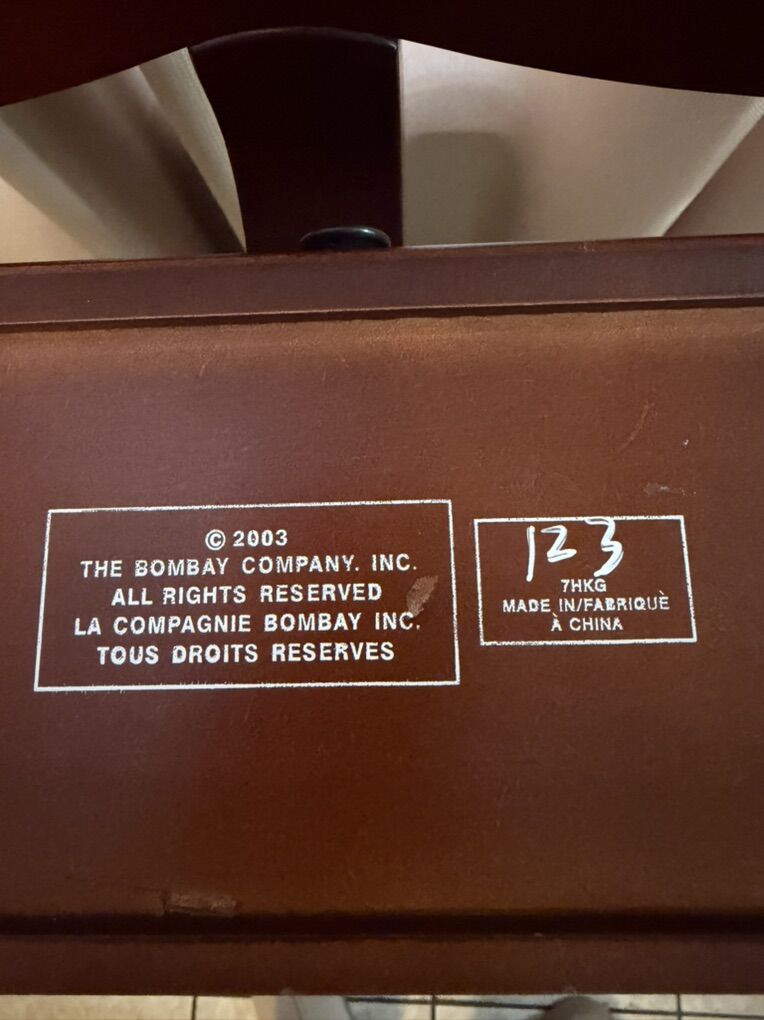 © 2003
THE BOMBAY COMPANY. INC.
ALL RIGHTS RESERVED
LA COMPAGNIE BOMBAY INC.
TOUS DROITS RESERVES
123
7HKG
MADE IN/FABRIQUÈ
À CHINA